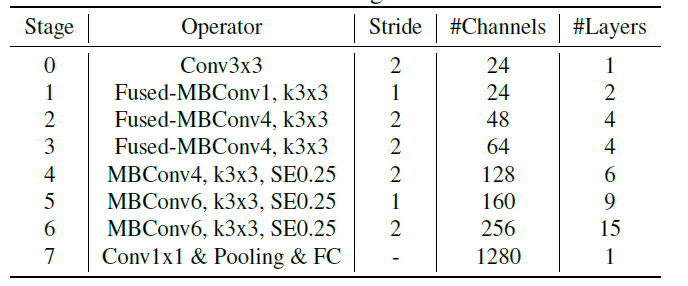 Stage Operator Stride #Channels #Layers
0 Conv3x3 2 24 1
1 Fused-MBConv1, k3x3 1 24 2
2 Fused-MBConv4, k3x3 2 48 4
3 Fused-MBConv4, k3x3 2 64 4
4 MBConv4, k3x3, SE0.25 2 128 6
5 MBConv6, k3x3, SE0.25 1 160 9
6 MBConv6, k3x3, SE0.25 2 256 15
7 Conv1x1 & Pooling & FC - 1280 1